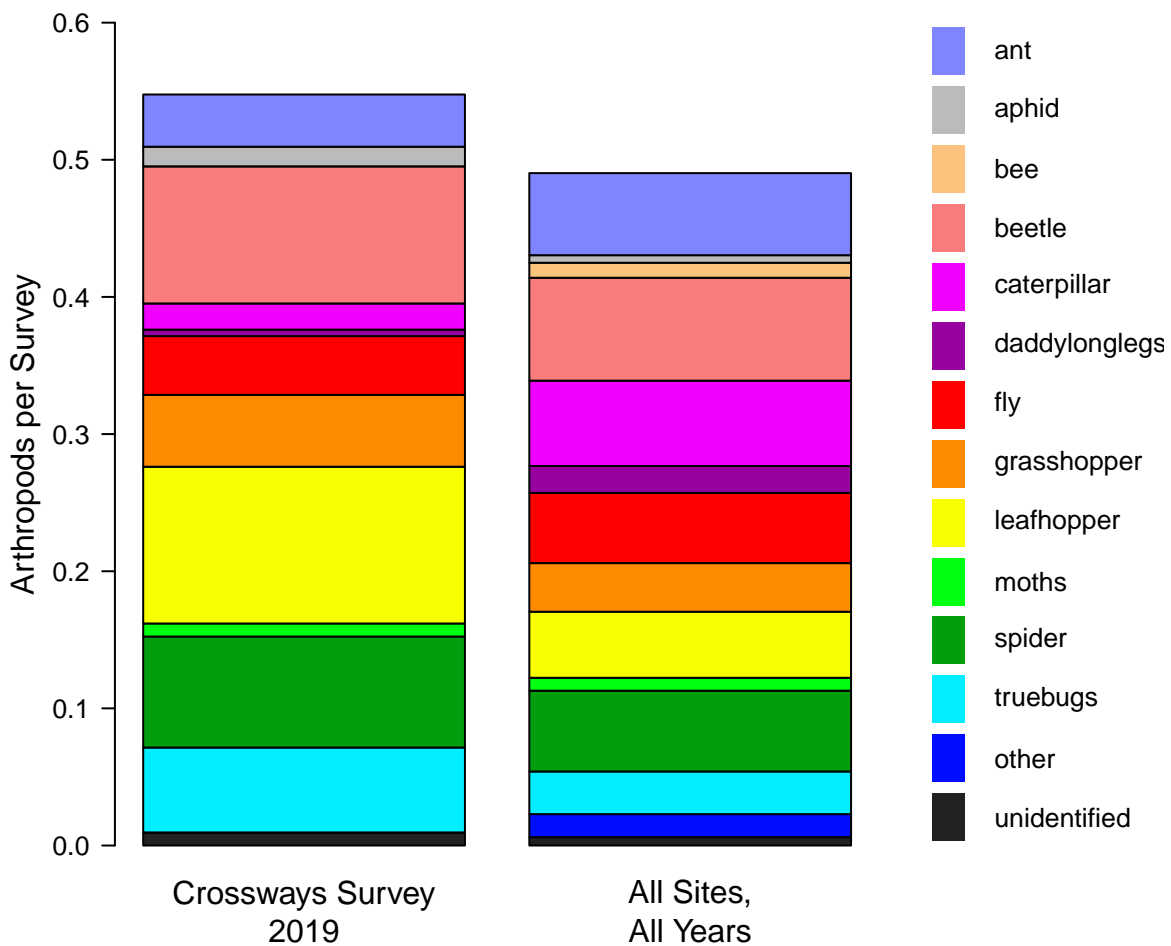 Arthropods per Survey
0.6
0.5
0.4
0.3
0.2
0.1
0.0
Crossways Survey
2019
All Sites,
All Years
ant
aphid
bee
beetle
caterpillar
daddylonglegs
fly
grasshopper
leafhopper
moths
spider
truebugs
other
unidentified